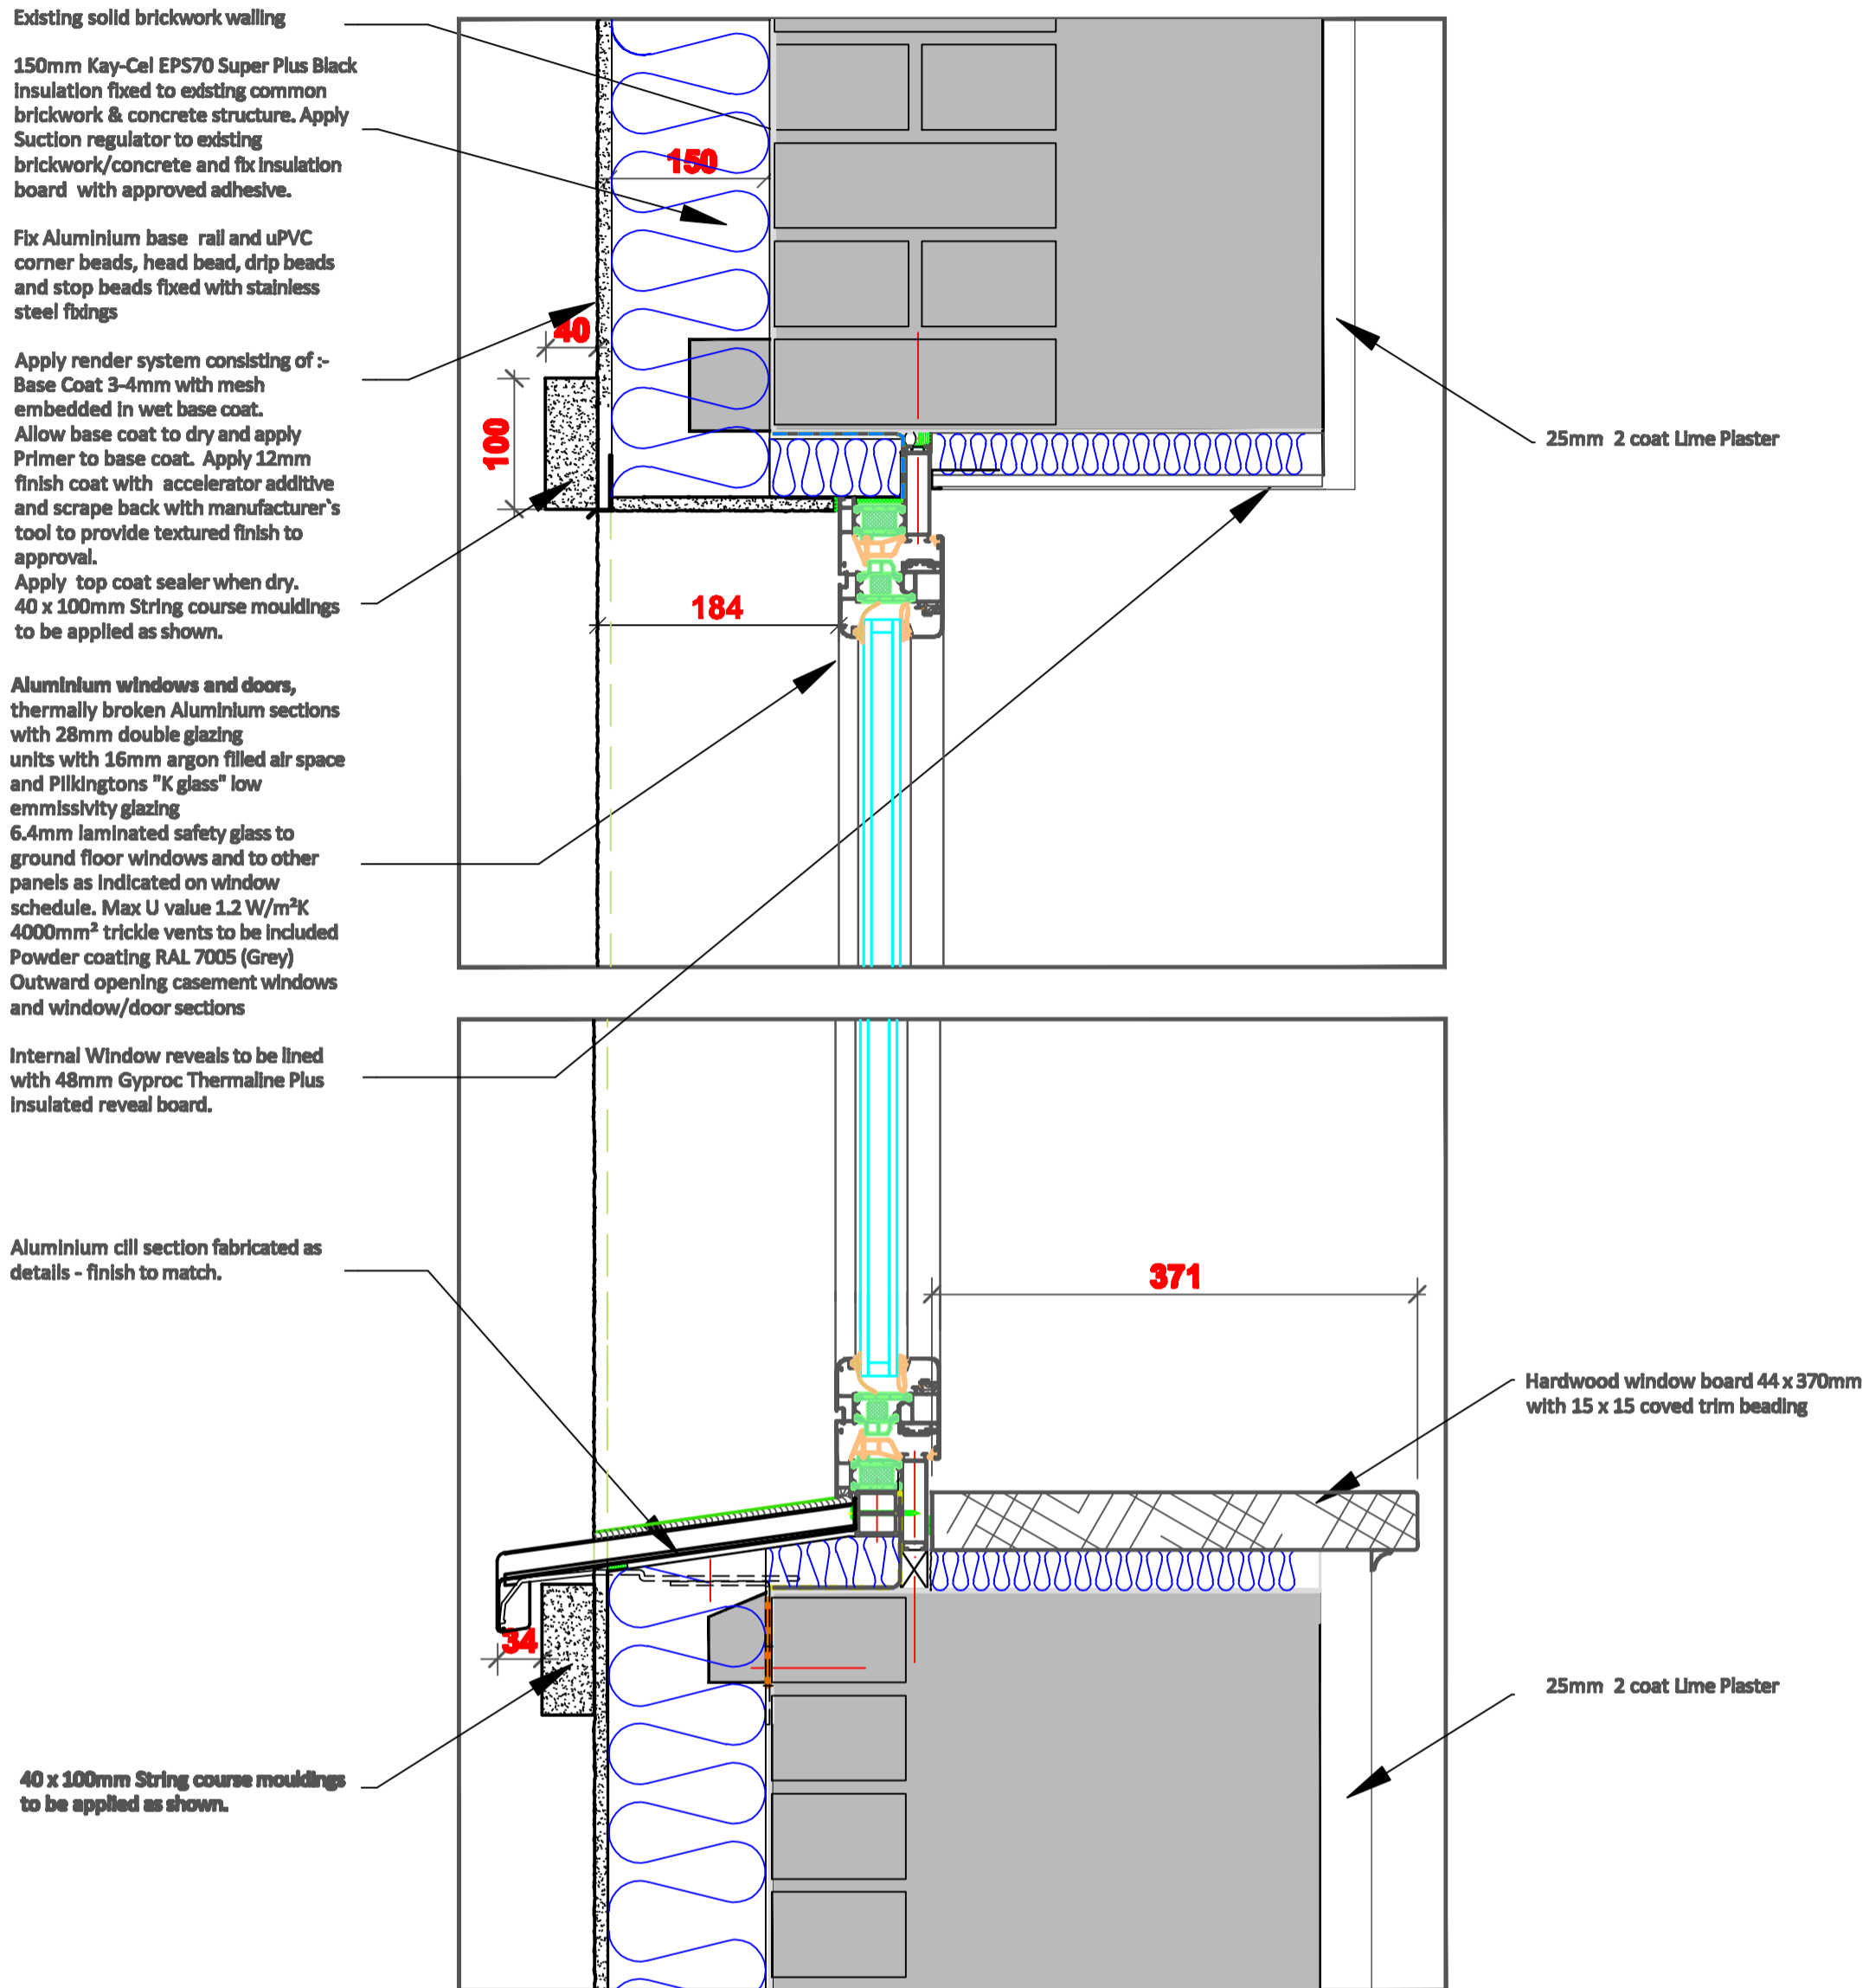 Existing solid brickwork walling
150mm Kay-Cel EPS70 Super Plus Black
insulation fixed to existing common
brickwork & concrete structure. Apply
Suction regulator to existing
brickwork/concrete and fix insulation
board with approved adhesive.
Fix Aluminium base rail and uPVC
corner beads, head bead, drip beads
and stop beads fixed with stainless
steel fixings
Apply render system consisting of :-
Base Coat 3-4mm with mesh
embedded in wet base coat.
Allow base coat to dry and apply
Primer to base coat. Apply 12mm
finish coat with accelerator additive
and scrape back with manufacturer`s
tool to provide textured finish to
approval.
Apply top coat sealer when dry.
40 x 100mm String course mouldings
to be applied as shown.
Aluminium windows and doors,
thermally broken Aluminium sections
with 28mm double glazing
units with 16mm argon filled air space
and Pilkingtons "K glass" low
emmissivity glazing
6.4mm laminated safety glass to
ground floor windows and to other
panels as indicated on window
schedule. Max U value 1.2 W/m²K
4000mm² trickle vents to be included
Powder coating RAL 7005 (Grey)
Outward opening casement windows
and window/door sections
Internal Window reveals to be lined
with 48mm Gyproc Thermaline Plus
insulated reveal board.
Aluminium cill section fabricated as
details - finish to match.
40 x 100mm String course mouldings
to be applied as shown.
150
40
100
184
25mm 2 coat Lime Plaster
371
Hardwood window board 44 x 370mm
with 15 x 15 coved trim beading
34
25mm 2 coat Lime Plaster